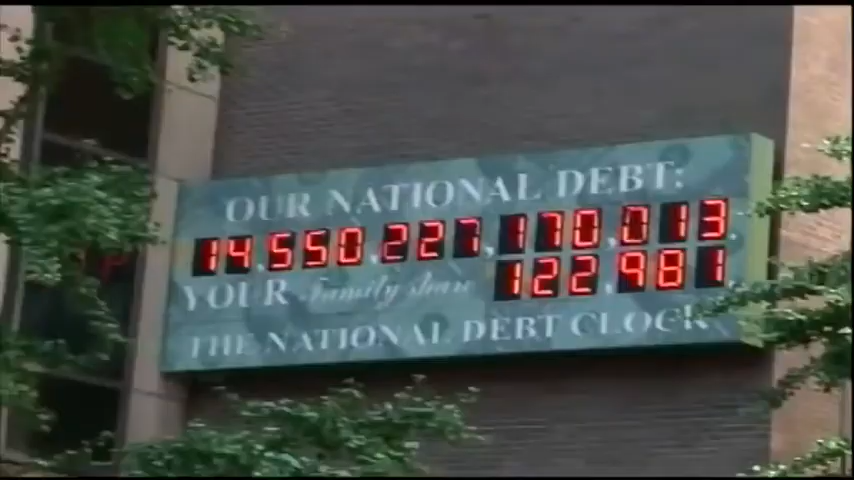 OUR NATIONAL DEBT:
14,550,227,170,013.
YOUR Family share 122,981.
THE NATIONAL DEBT CLOCK